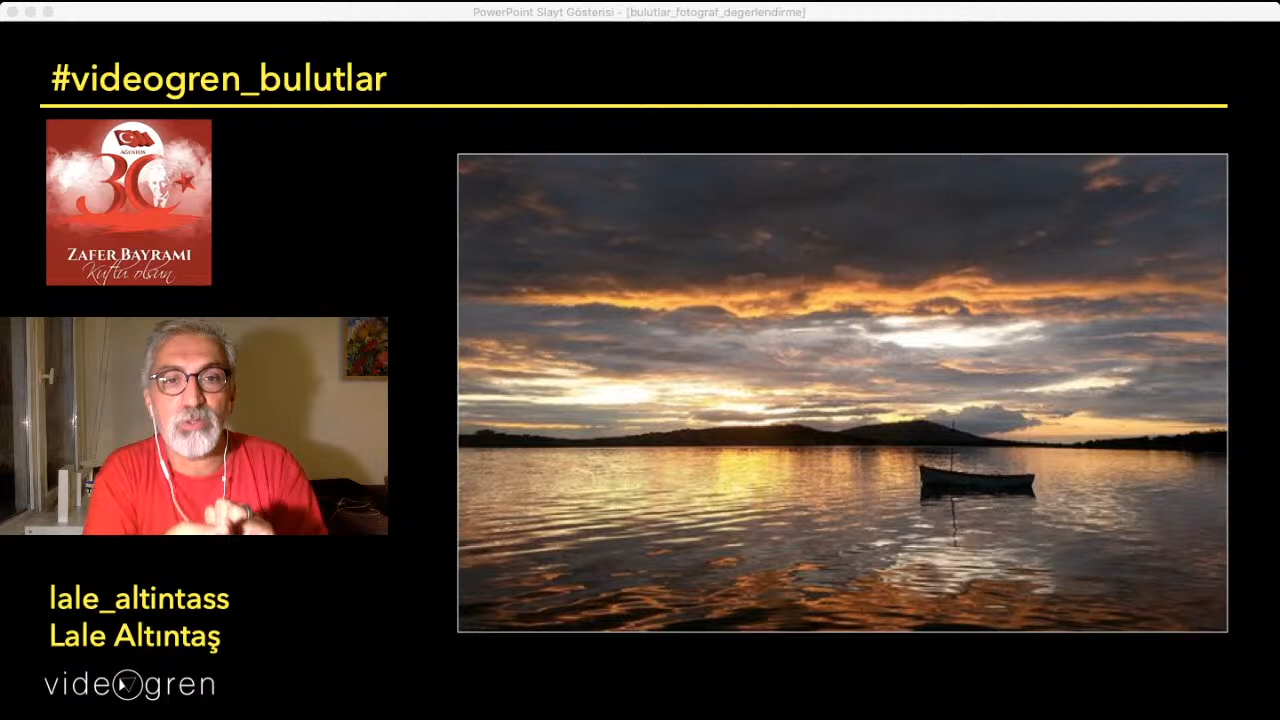 PowerPoint Slayt Gösterisi - [bulutlar_fotograf_degerlendirme]
#videogren_bulutlar
AĞUSTOS
30
ZAFER BAYRAMI
Kutlu olsun
lale_altintass
Lale Altıntaş
videogren